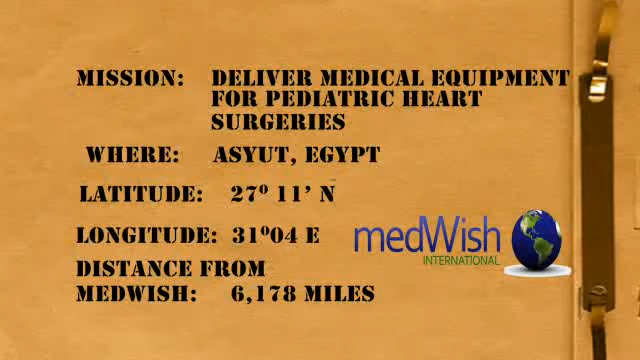 MISSION: DELIVER MEDICAL EQUIPMENT
FOR PEDIATRIC HEART
SURGERIES
WHERE: ASYUT, EGYPT
LATITUDE: 27º 11’ N
LONGITUDE: 31º04 E
medWish
INTERNATIONAL
DISTANCE FROM
MEDWISH: 6,178 MILES